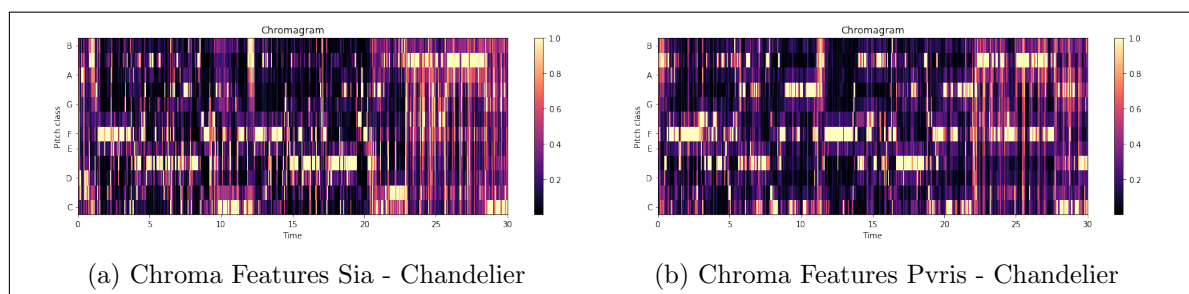 Chromagram
Pitch class
B
A
G
F
E
D
C
0 5 10 15 20 25 30
Time
1.0
0.8
0.6
0.4
0.2
(a) Chroma Features Sia - Chandelier
Chromagram
Pitch class
B
A
G
F
E
D
C
0 5 10 15 20 25 30
Time
1.0
0.8
0.6
0.4
0.2
(b) Chroma Features Pvris - Chandelier